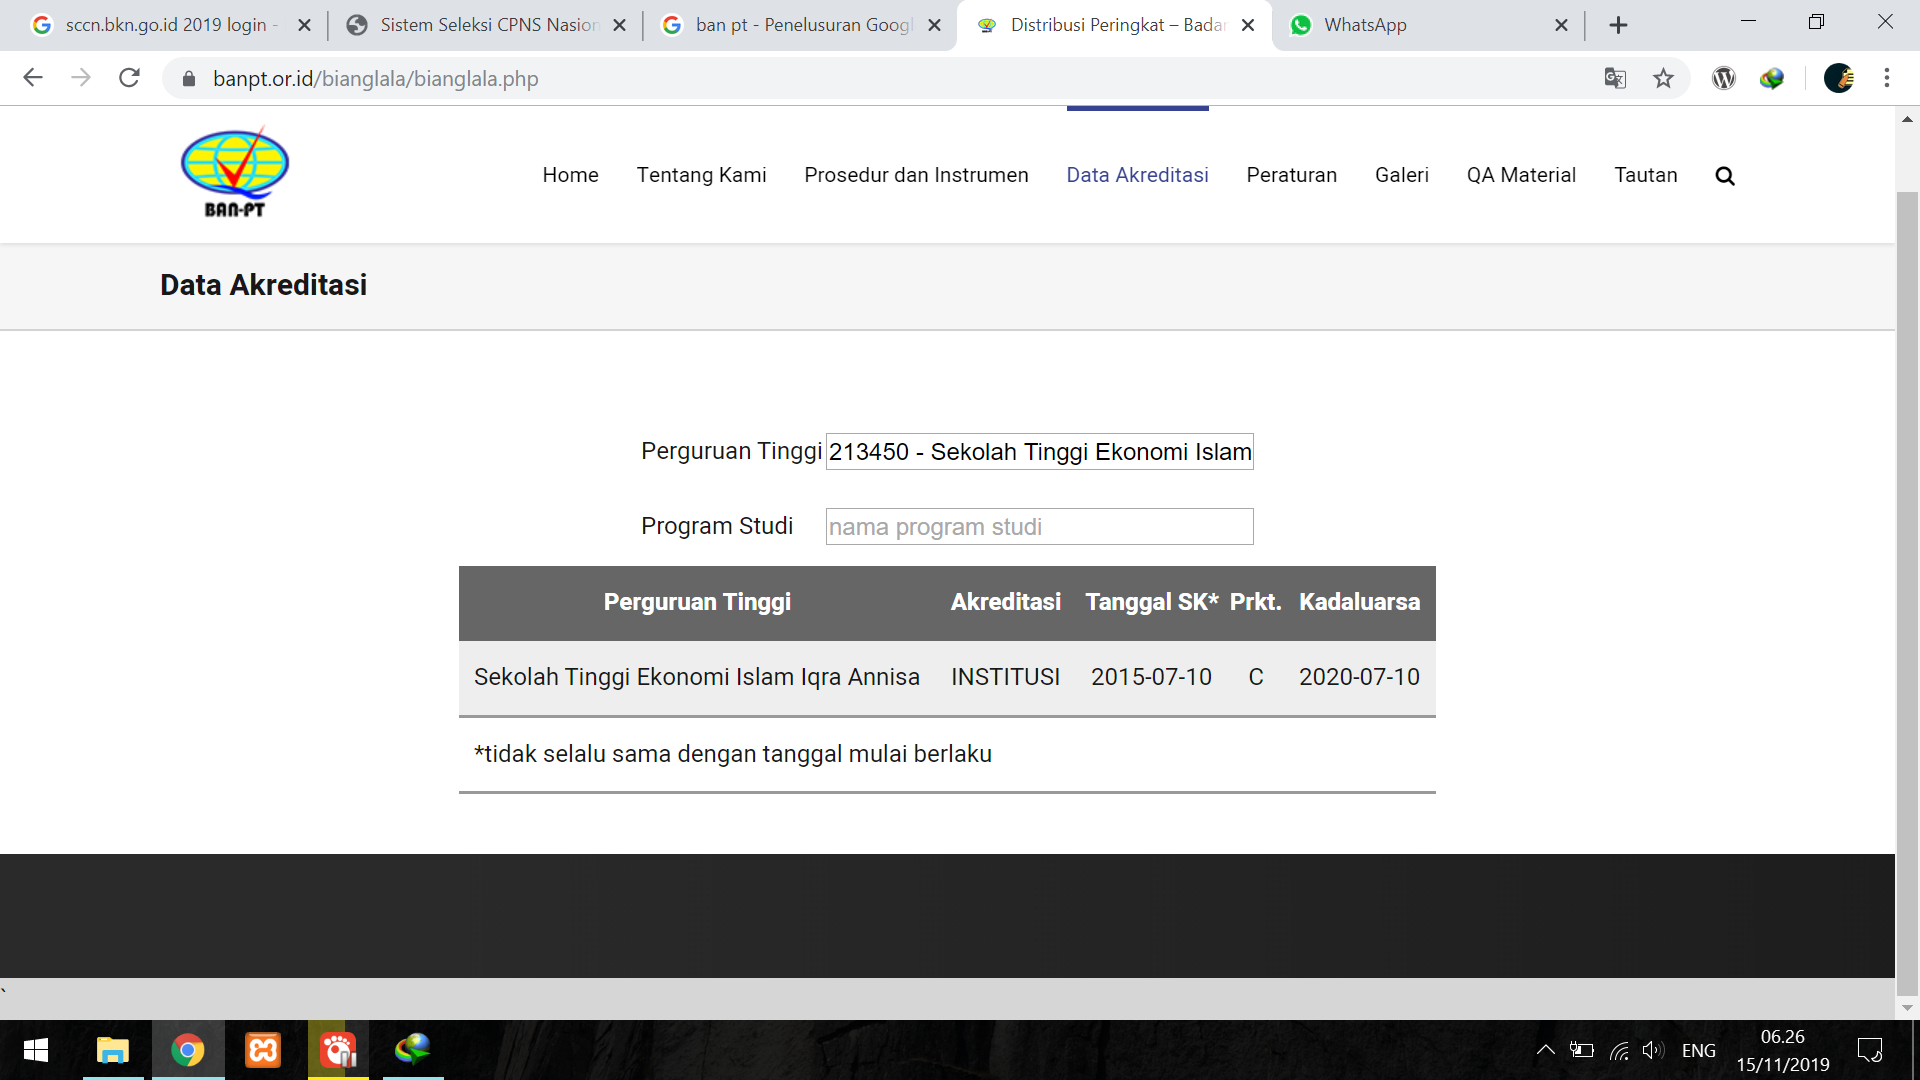 sccn.bkn.go.id 2019 login -
Sistem Seleksi CPNS Nasion
ban pt - Penelusuran Googl
Distribusi Peringkat – Badan
WhatsApp
banpt.or.id/bianglala/bianglala.php
BAN-PT
Home
Tentang Kami
Prosedur dan Instrumen
Data Akreditasi
Peraturan
Galeri
QA Material
Tautan
Data Akreditasi
Perguruan Tinggi 213450 - Sekolah Tinggi Ekonomi Islam
Program Studi nama program studi
Perguruan Tinggi Akreditasi Tanggal SK* Prkt. Kadaluarsa
Sekolah Tinggi Ekonomi Islam Iqra Annisa INSTITUSI 2015-07-10 C 2020-07-10
*tidak selalu sama dengan tanggal mulai berlaku
`
ENG
06.26
15/11/2019